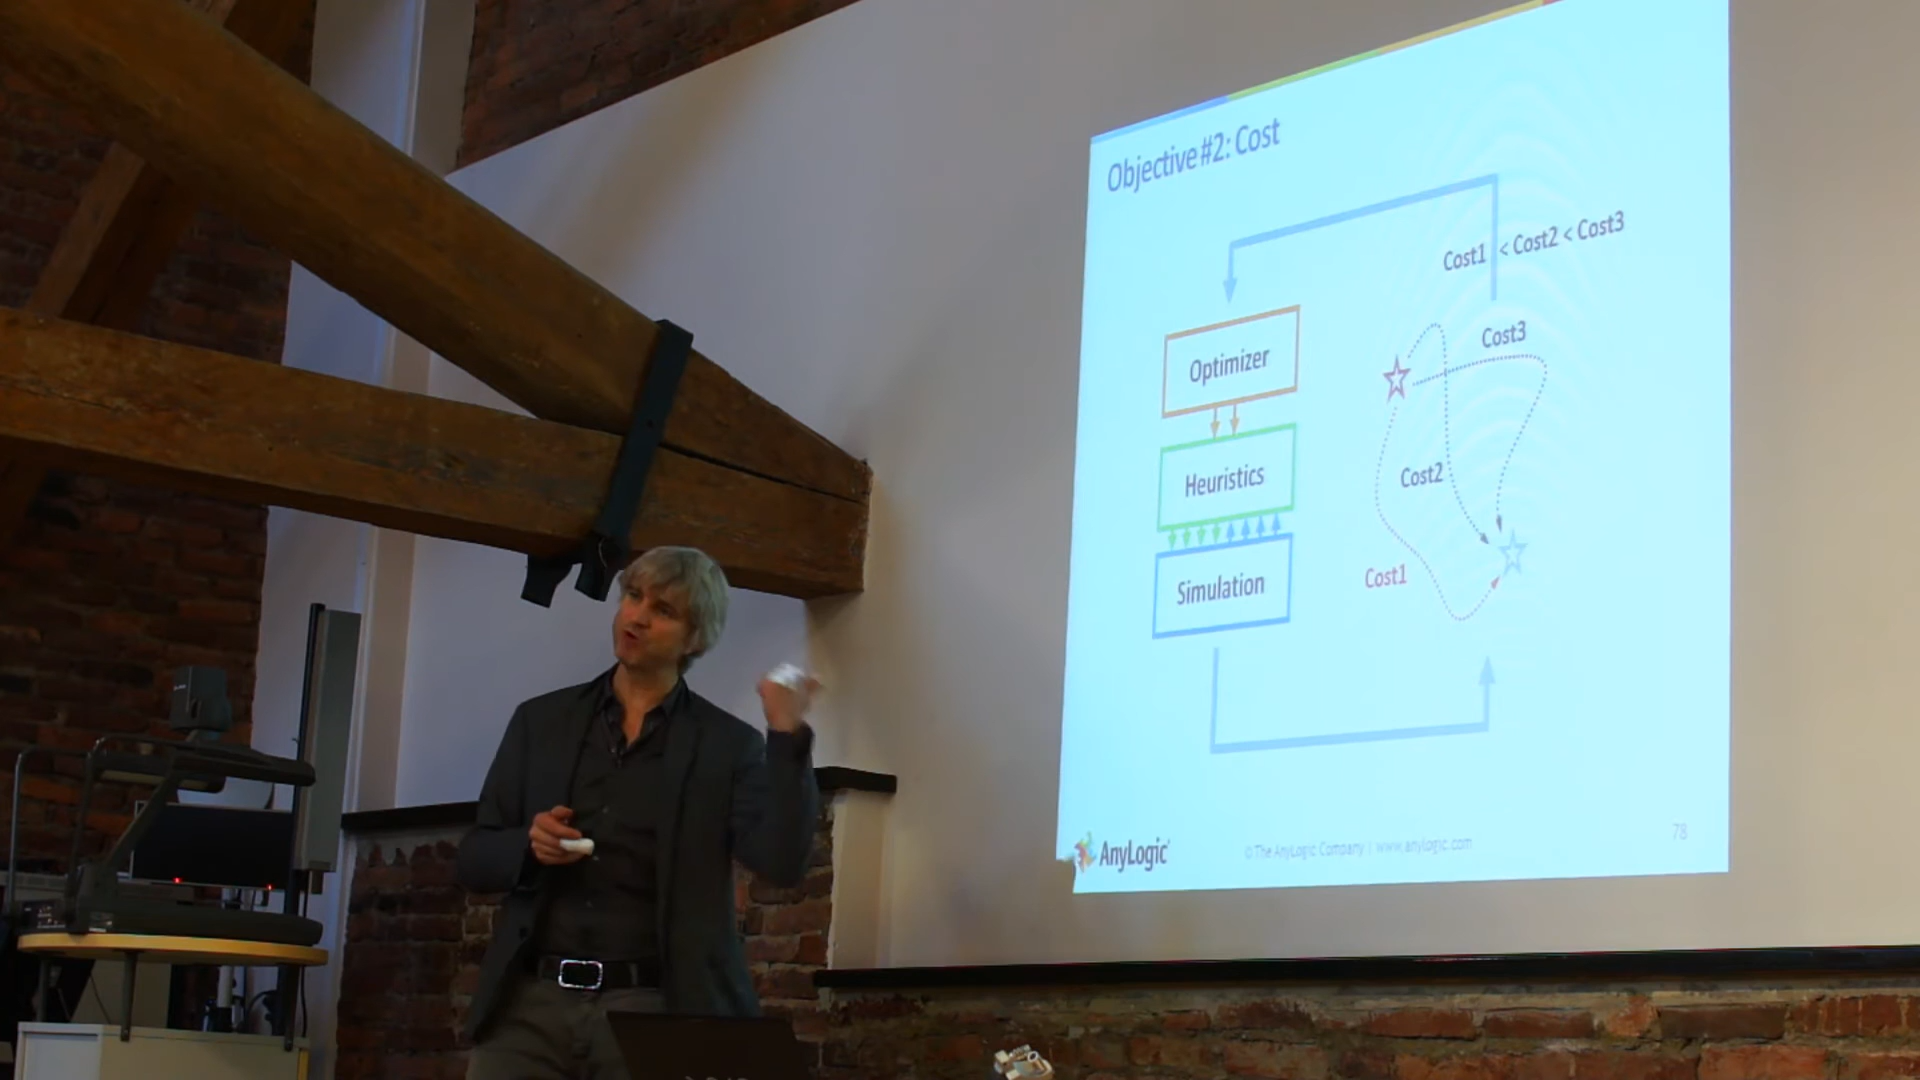 Objective #2: Cost
Cost1 < Cost2 < Cost3
Cost3
Optimizer
Heuristics
Cost2
Simulation
Cost1
AnyLogic
© The AnyLogic Company | www.anylogic.com
78